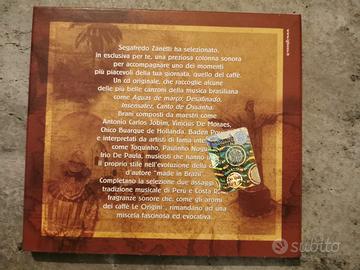 Segafredo Zanetti ha selezionato,
in esclusiva per te, una preziosa colonna sonora
per accompagnare uno dei momenti
più piacevoli della tua giornata, quello del caffè.
Un cd originale, che raccoglie alcune
delle più belle canzoni della musica brasiliana
come Aguas de março, Desafinado,
Insensatez, Canto de Ossanha.
Brani composti da maestri come
Antonio Carlos Jobim, Vinicius De Moraes,
Chico Buarque de Hollanda, Baden
e interpretati da artisti di fama
come Toquinho, Paulinho
Irio De Paula, musicisti che hanno
il proprio stile nell'evoluzione della
d'autore "made in Brazil".
Completano la selezione due assaggi
tradizione musicale di Perù e Costa
fragranze sonore che, come gli aromi
dei caffè Le Origini, rimandano ad una
miscela fascinosa ed evocativa.
subito